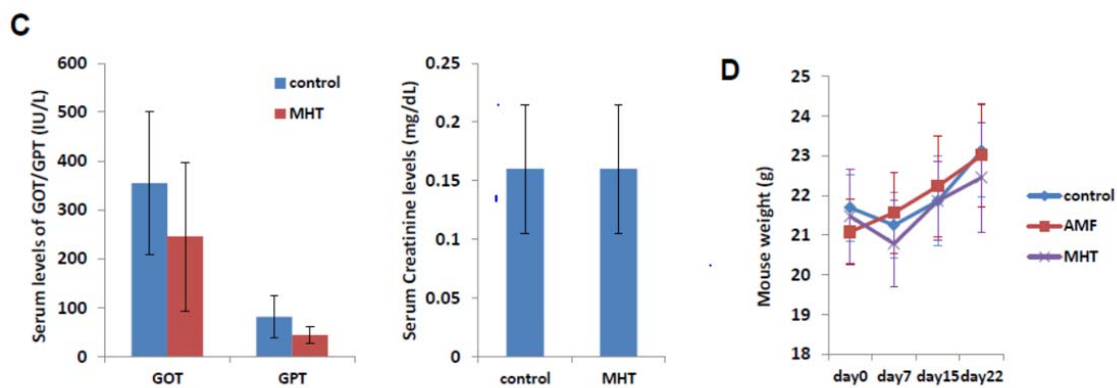 C
Serum levels of GOT/GPT (IU/L)
600
500
400
300
200
100
0
control
MHT
GOT
GPT
Serum Creatinine levels (mg/dL)
0.25
0.2
0.15
0.1
0.05
0
control
MHT
D
Mouse weight (g)
25
24
23
22
21
20
19
18
day0 day7 day15 day22
control
AMF
MHT